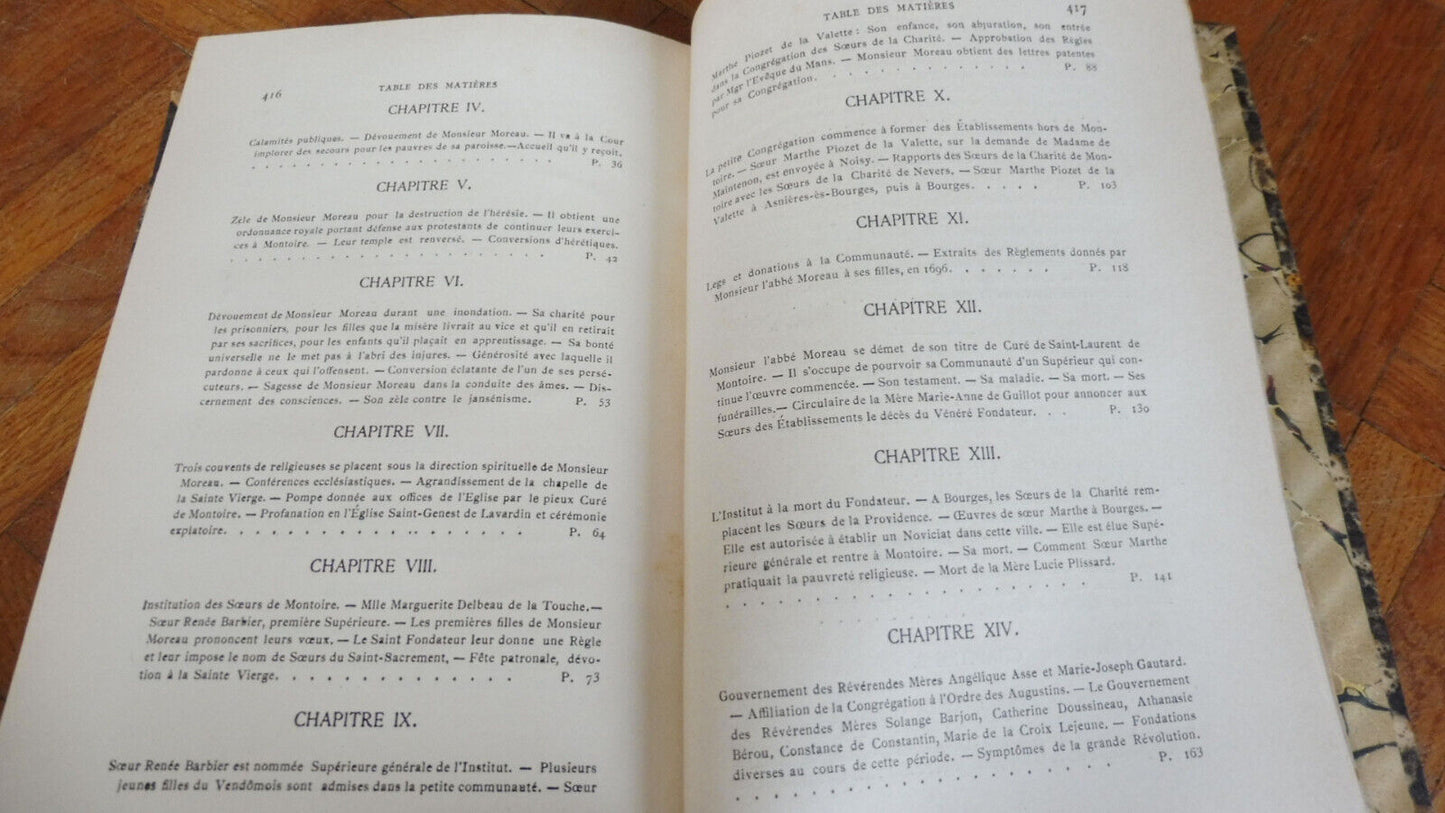 416
TABLE DES MATIÈRES
CHAPITRE IV.
Calamités publiques. — Dévouement de Monsieur Moreau. — Il va à la Cour
implorer des secours pour les pauvres de sa paroisse.—Accueil qu'il y reçoit.
. . . . . . . . . . . . . . . . . P. 36
CHAPITRE V.
Zèle de Monsieur Moreau pour la destruction de l'hérésie. — Il obtient une
ordonnance royale portant défense aux protestants de continuer leurs exerci-
ces à Montoire. — Leur temple est renversé. — Conversions d'hérétiques.
. . . . . . . . . . . . . . . . . P. 42
CHAPITRE VI.
Dévouement de Monsieur Moreau durant une inondation. — Sa charité pour
les prisonniers, pour les filles que la misère livrait au vice et qu'il en retirait
par ses sacrifices, pour les enfants qu'il plaçait en apprentissage. — Sa bonté
universelle ne le met pas à l'abri des injures. — Générosité avec laquelle il
pardonne à ceux qui l'offensent. — Conversion éclatante de l'un de ses persé-
cuteurs. — Sagesse de Monsieur Moreau dans la conduite des âmes. — Dis-
cernement des consciences. — Son zèle contre le jansénisme. P. 53
CHAPITRE VII.
Trois couvents de religieuses se placent sous la direction spirituelle de Monsieur
Moreau. — Conférences ecclésiastiques. — Agrandissement de la chapelle de
la Sainte Vierge. — Pompe donnée aux offices de l'Eglise par le pieux Curé
de Montoire. — Profanation en l'Église Saint-Genest de Lavardin et cérémonie
expiatoire. . . . . . . . . . . . . . . . . P. 64
CHAPITRE VIII.
Institution des Sœurs de Montoire. — Mlle Marguerite Delbeau de la Touche.—
Sœur Renée Barbier, première Supérieure. — Les premières filles de Monsieur
Moreau prononcent leurs vœux. — Le Saint Fondateur leur donne une Règle
et leur impose le nom de Sœurs du Saint-Sacrement, — Fête patronale, dévo-
tion à la Sainte Vierge. . . . . . . . . . . . P. 73
CHAPITRE IX.
Sœur Renée Barbier est nommée Supérieure générale de l'Institut. — Plusieurs
jeunes filles du Vendômois sont admises dans la petite communauté. — Sœur
TABLE DES MATIÈRES
417
Marthe Piozet de la Valette : Son enfance, son abjuration, son entrée
dans la Congrégation des Sœurs de la Charité. — Approbation des Règles
par Mgr l'Evêque du Mans. — Monsieur Moreau obtient des lettres patentes
pour sa Congrégation. . . . . . . . . . . . . P. 88
CHAPITRE X.
La petite Congrégation commence à former des Établissements hors de Mon-
toire. — Sœur Marthe Piozet de la Valette, sur la demande de Madame de
Maintenon, est envoyée à Noisy. — Rapports des Sœurs de la Charité de Mon-
toire avec les Sœurs de la Charité de Nevers. — Sœur Marthe Piozet de la
Valette à Asnières-ès-Bourges, puis à Bourges. . . . . P. 103
CHAPITRE XI.
Legs et donations à la Communauté. — Extraits des Règlements donnés par
Monsieur l'abbé Moreau à ses filles, en 1696. . . . . . . P. 118
CHAPITRE XII.
Monsieur l'abbé Moreau se démet de son titre de Curé de Saint-Laurent de
Montoire. — Il s'occupe de pourvoir sa Communauté d'un Supérieur qui con-
tinue l'œuvre commencée. — Son testament. — Sa maladie. — Sa mort. — Ses
funérailles.— Circulaire de la Mère Marie-Anne de Guillot pour annoncer aux
Sœurs des Établissements le décès du Vénéré Fondateur. . . P. 130
CHAPITRE XIII.
L'Institut à la mort du Fondateur. — A Bourges, les Sœurs de la Charité rem-
placent les Sœurs de la Providence. — Œuvres de sœur Marthe à Bourges. —
Elle est autorisée à établir un Noviciat dans cette ville. — Elle est élue Supé-
rieure générale et rentre à Montoire. — Sa mort. — Comment Sœur Marthe
pratiquait la pauvreté religieuse. — Mort de la Mère Lucie Plissard.
. . . . . . . . . . . . . . . . . P. 141
CHAPITRE XIV.
Gouvernement des Révérendes Mères Angélique Asse et Marie-Joseph Gautard.
— Affiliation de la Congrégation à l'Ordre des Augustins. — Le Gouvernement
des Révérendes Mères Solange Barjon, Catherine Doussineau, Athanasie
Bérou, Constance de Constantin, Marie de la Croix Lejeune. — Fondations
diverses au cours de cette période. — Symptômes de la grande Révolution.
. . . . . . . . . . . . . . . . . P. 163